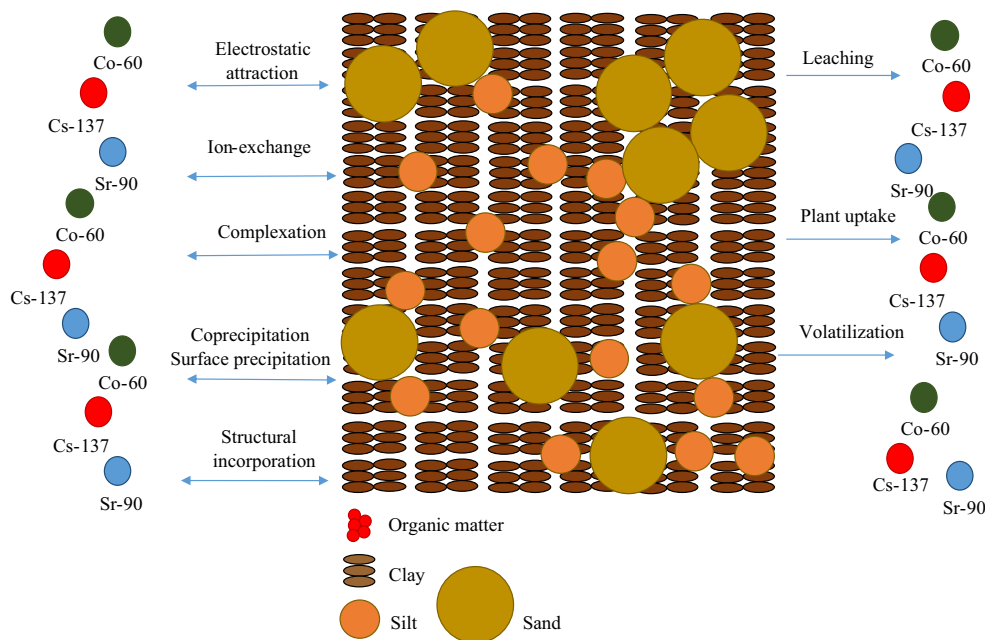 Co-60
Cs-137
Sr-90
Co-60
Cs-137
Sr-90
Co-60
Cs-137
Sr-90
Electrostatic
attraction
Ion-exchange
Complexation
Coprecipitation
Surface precipitation
Structural
incorporation
Leaching
Plant uptake
Volatilization
Co-60
Cs-137
Sr-90
Co-60
Cs-137
Sr-90
Co-60
Cs-137
Sr-90
Organic matter
Clay
Silt
Sand